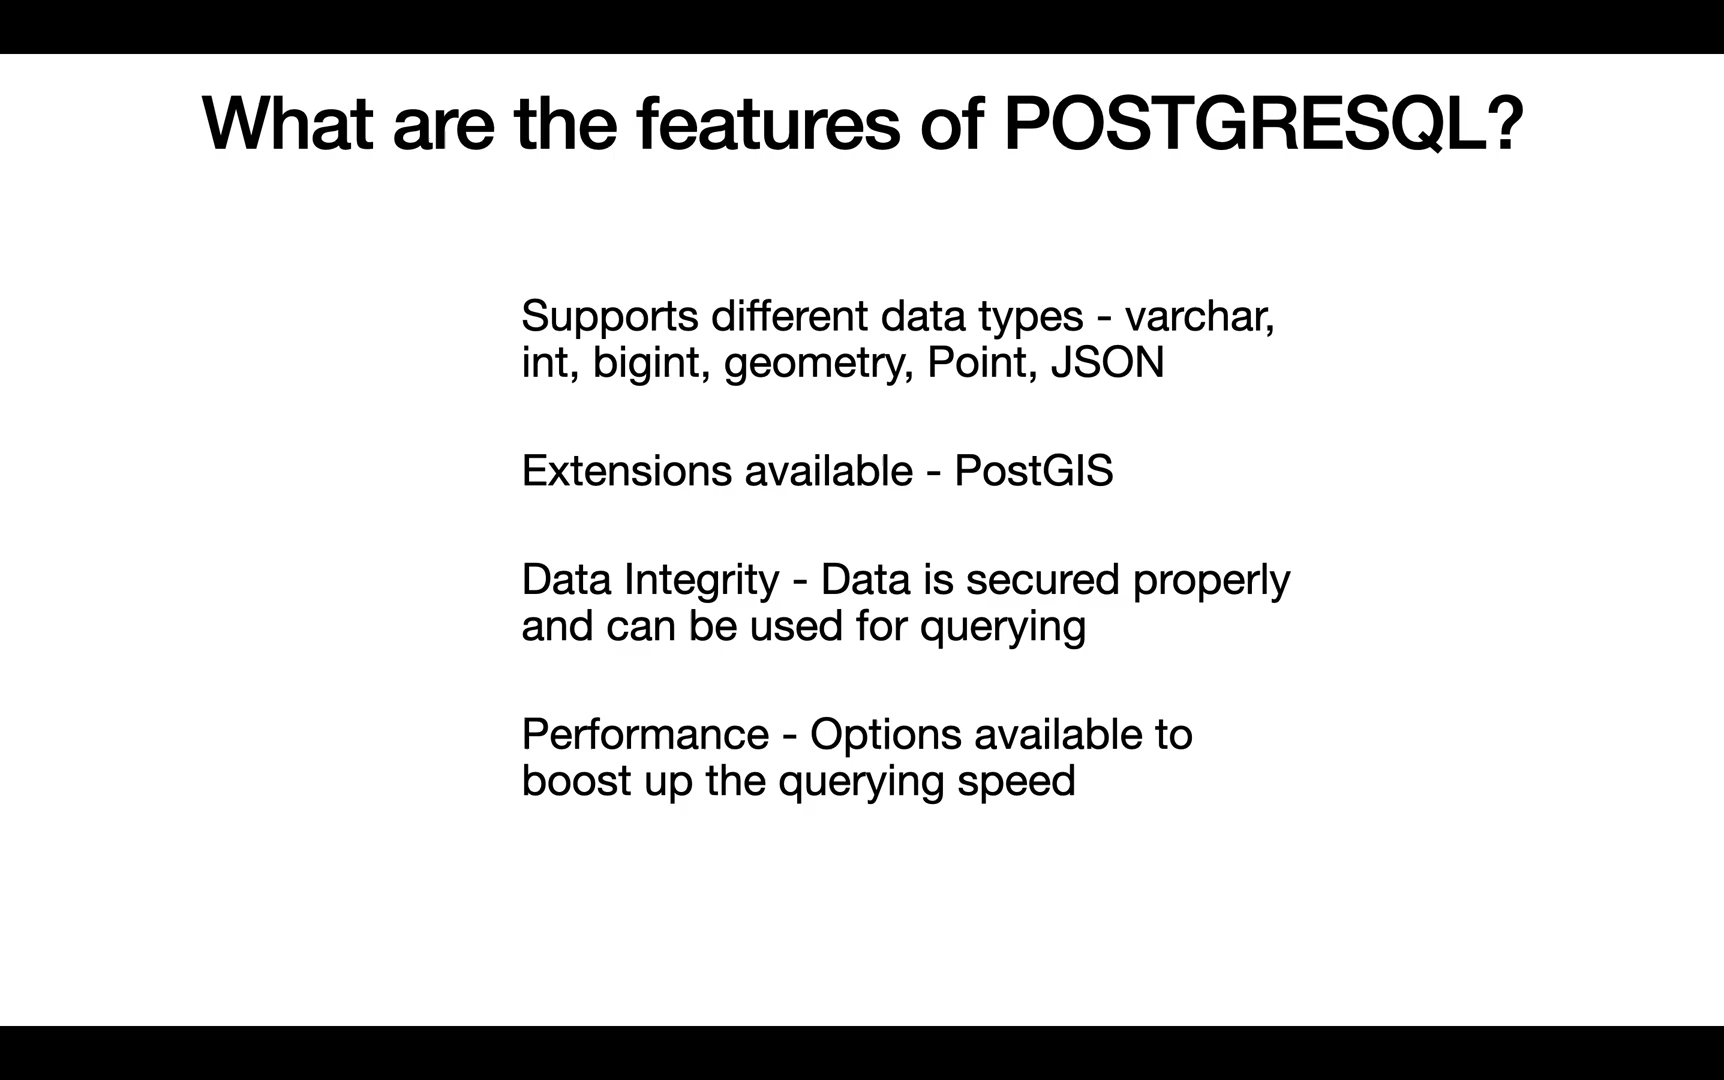 What are the features of POSTGRESQL?
Supports different data types - varchar,
int, bigint, geometry, Point, JSON
Extensions available - PostGIS
Data Integrity - Data is secured properly
and can be used for querying
Performance - Options available to
boost up the querying speed